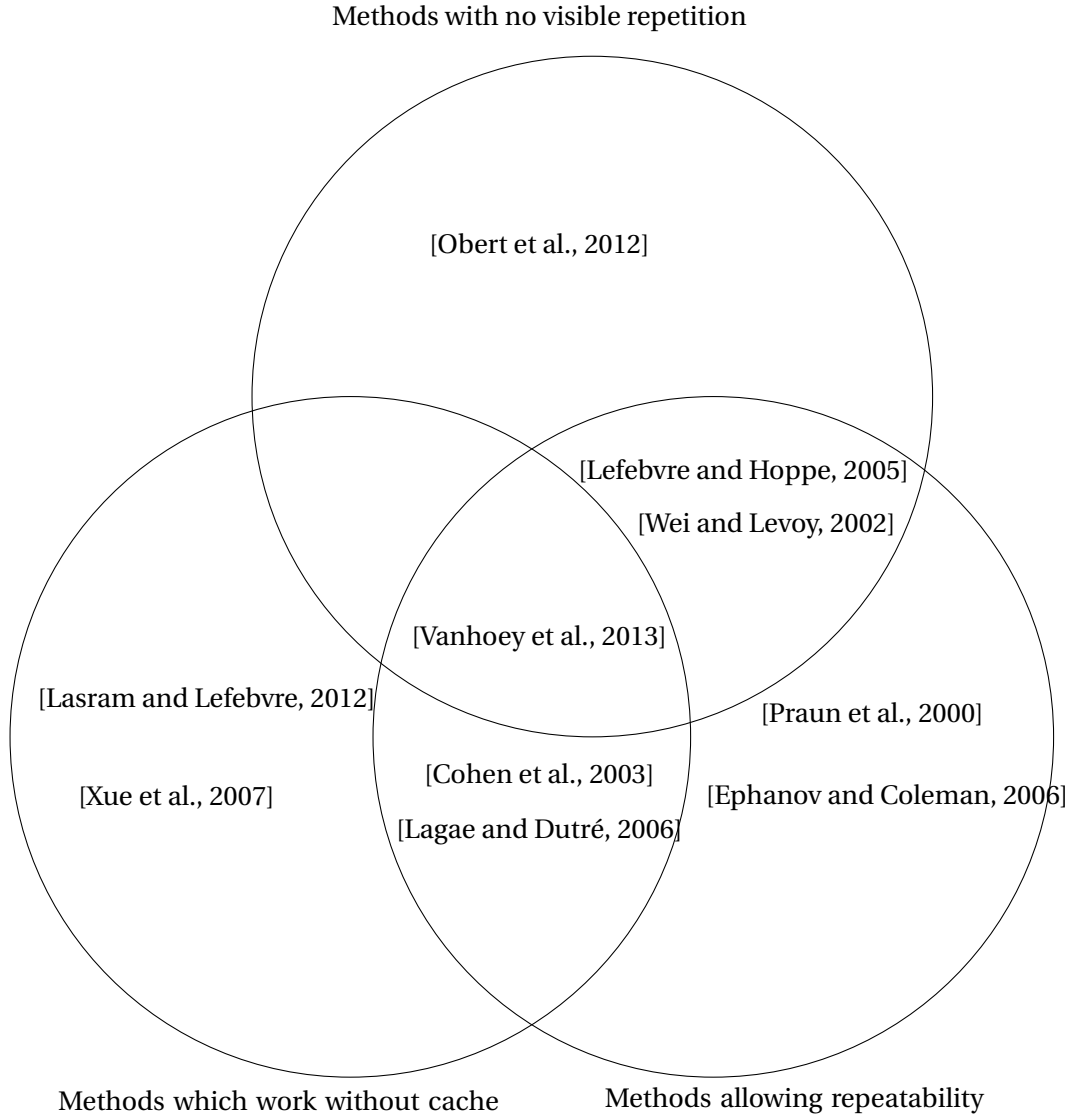 Methods with no visible repetition
[Obert et al., 2012]
[Lefebvre and Hoppe, 2005]
[Wei and Levoy, 2002]
[Vanhoey et al., 2013]
[Lasram and Lefebvre, 2012]
[Praun et al., 2000]
[Cohen et al., 2003]
[Xue et al., 2007]
[Ephanov and Coleman, 2006]
[Lagae and Dutré, 2006]
Methods which work without cache
Methods allowing repeatability